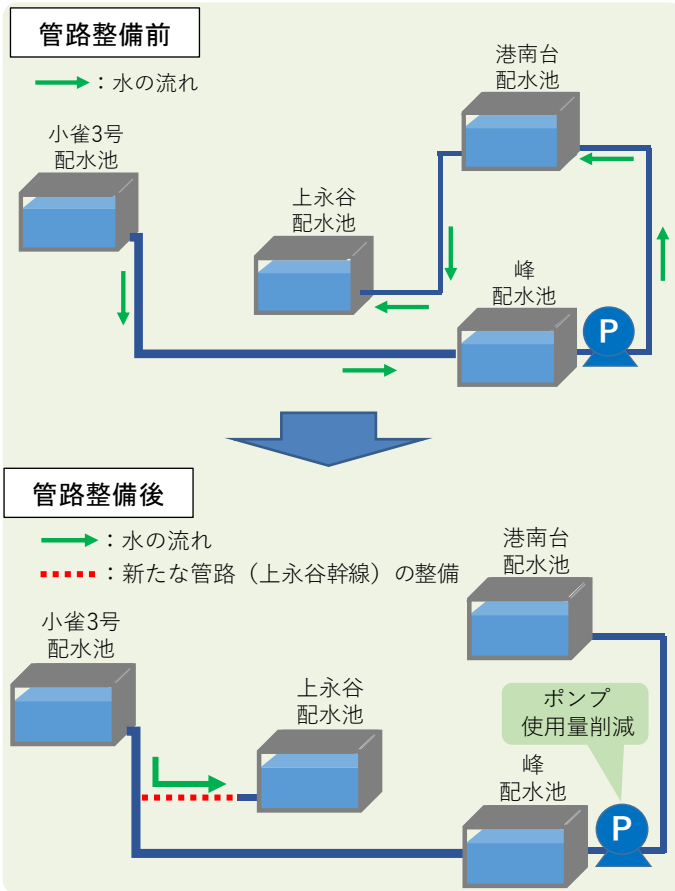 管路整備前
：水の流れ
港南台
配水池
小雀3号
配水池
上永谷
配水池
峰
配水池
P
管路整備後
：水の流れ
：新たな管路（上永谷幹線）の整備
港南台
配水池
小雀3号
配水池
上永谷
配水池
ポンプ
使用量削減
峰
配水池
P